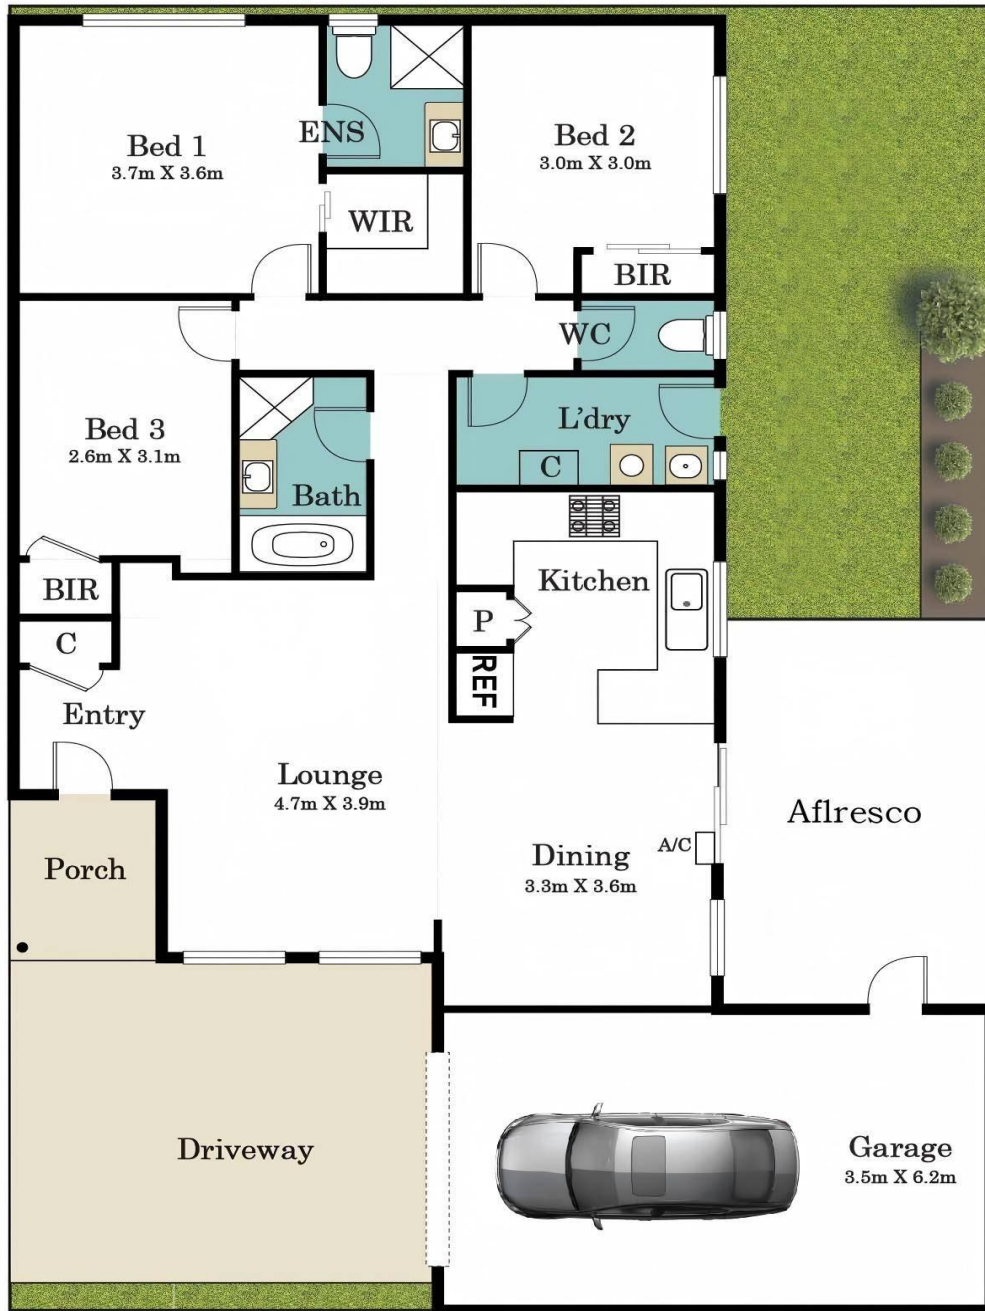 Bed 1
3.7m X 3.6m
ENS
WIR
Bed 2
3.0m X 3.0m
BIR
WC
Bed 3
2.6m X 3.1m
Bath
L'dry
C
BIR
C
Entry
Kitchen
P
REF
Lounge
4.7m X 3.9m
Dining
3.3m X 3.6m
A/C
Aflresco
Porch
Driveway
Garage
3.5m X 6.2m